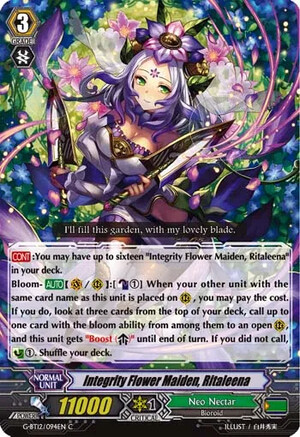 3
GRADE
I'll fill this garden, with my lovely blade.
CONT:You may have up to sixteen "Integrity Flower Maiden, Ritaleena"
in your deck.
Bloom-AUTO [ / ]:[ ①] When your other unit with the
same card name as this unit is placed on , you may pay the cost.
If you do, look at three cards from the top of your deck, call up to
one card with the bloom ability from among them to an open ,
and this unit gets "Boost ( )" until end of turn. If you did not call,
①. Shuffle your deck.
NORMAL
UNIT
Integrity Flower Maiden, Ritaleena
POWER
11000
1
CRITICAL
Neo Nectar
Bioroid
G-BT12/094EN C
ILLUST / 白井秀実